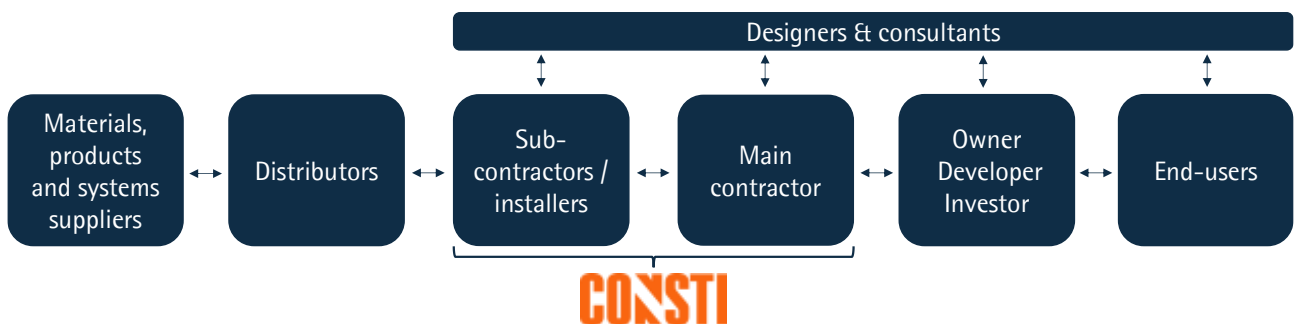 Designers & consultants
Materials,
products
and systems
suppliers
Distributors
Sub-
contractors /
installers
Main
contractor
Owner
Developer
Investor
End-users
CONSTI